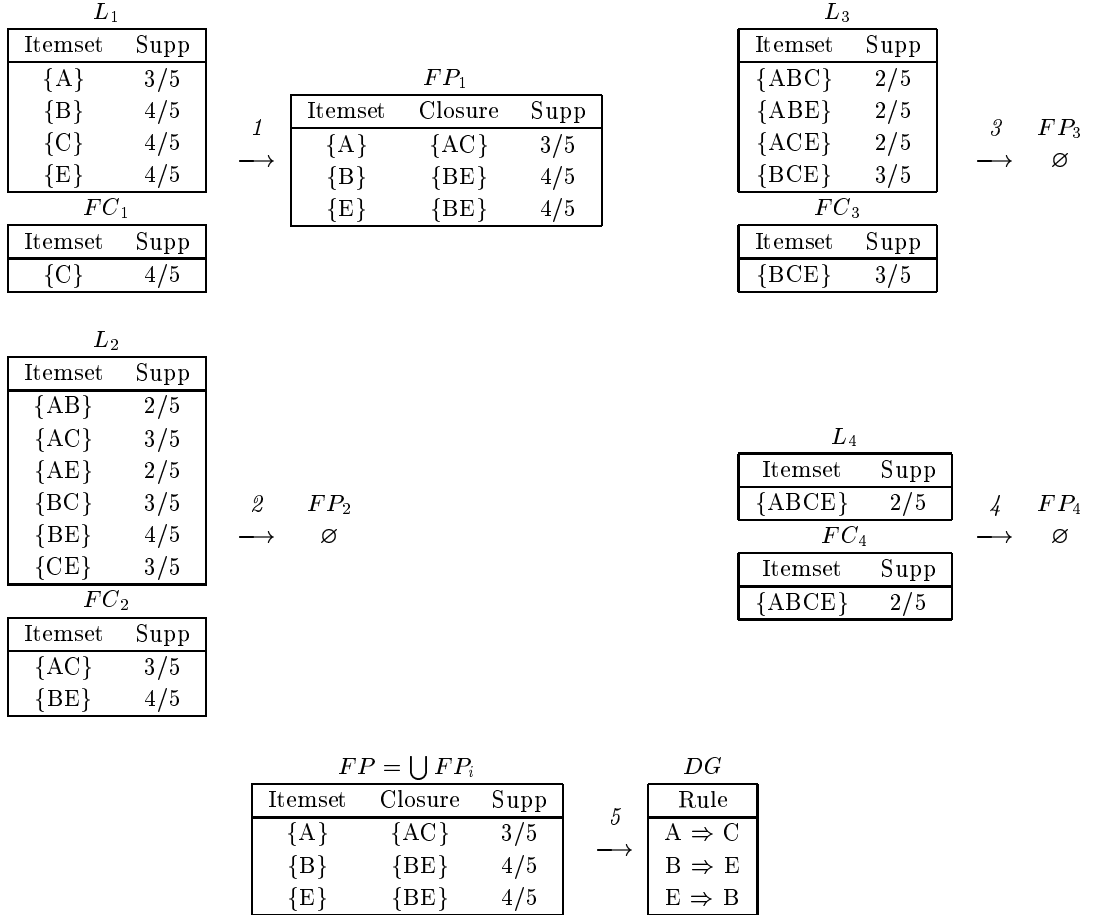 L1
Itemset Supp
{A} 3/5
{B} 4/5
{C} 4/5
{E} 4/5
FC1
Itemset Supp
{C} 4/5
1
⟶
FP1
Itemset Closure Supp
{A} {AC} 3/5
{B} {BE} 4/5
{E} {BE} 4/5
L3
Itemset Supp
{ABC} 2/5
{ABE} 2/5
{ACE} 2/5
{BCE} 3/5
FC3
Itemset Supp
{BCE} 3/5
3 FP3
⟶ ∅
L2
Itemset Supp
{AB} 2/5
{AC} 3/5
{AE} 2/5
{BC} 3/5
{BE} 4/5
{CE} 3/5
FC2
Itemset Supp
{AC} 3/5
{BE} 4/5
2 FP2
⟶ ∅
L4
Itemset Supp
{ABCE} 2/5
FC4
Itemset Supp
{ABCE} 2/5
4 FP4
⟶ ∅
FP = ⋃ FPi
Itemset Closure Supp
{A} {AC} 3/5
{B} {BE} 4/5
{E} {BE} 4/5
5
⟶
DG
Rule
A ⇒ C
B ⇒ E
E ⇒ B